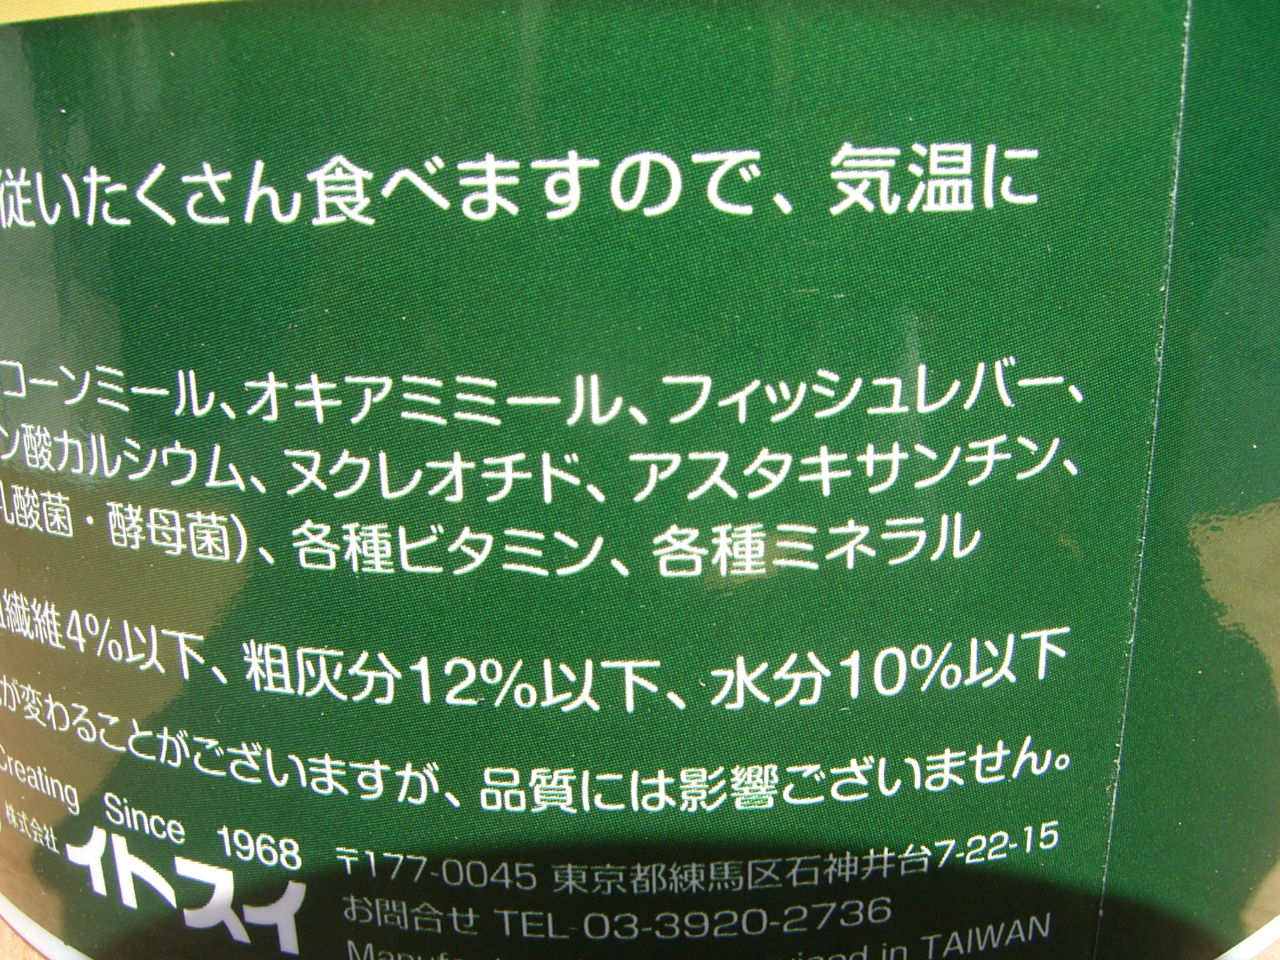 従いたくさん食べますので、気温に
コーンミール、オキアミミール、フィッシュレバー、
ン酸カルシウム、ヌクレオチド、アスタキサンチン、
乳酸菌・酵母菌)、各種ビタミン、各種ミネラル
繊維4%以下、粗灰分12%以下、水分10%以下
が変わることがございますが、品質には影響ございません。
Creating Since 1968
株式会社イトスイ
〒177-0045 東京都練馬区石神井台7-22-15
お問合せ TEL-03-3920-2736
in TAIWAN